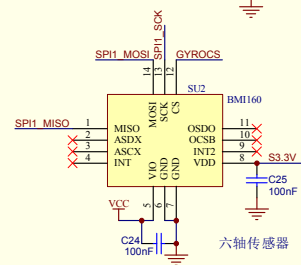 SPI1_SCK
SPI1_MOSI
GYROCS
14
13
12
SU2
BMI160
MOSI
SCK
CS
SPI1_MISO
1
MISO
OSDO
11
2
ASDX
OCSB
10
3
ASCX
INT2
9
4
INT
VDD
8
S3.3V
VIO
GND
GND
C25
100nF
VCC
5
6
7
C24
100nF
六轴传感器